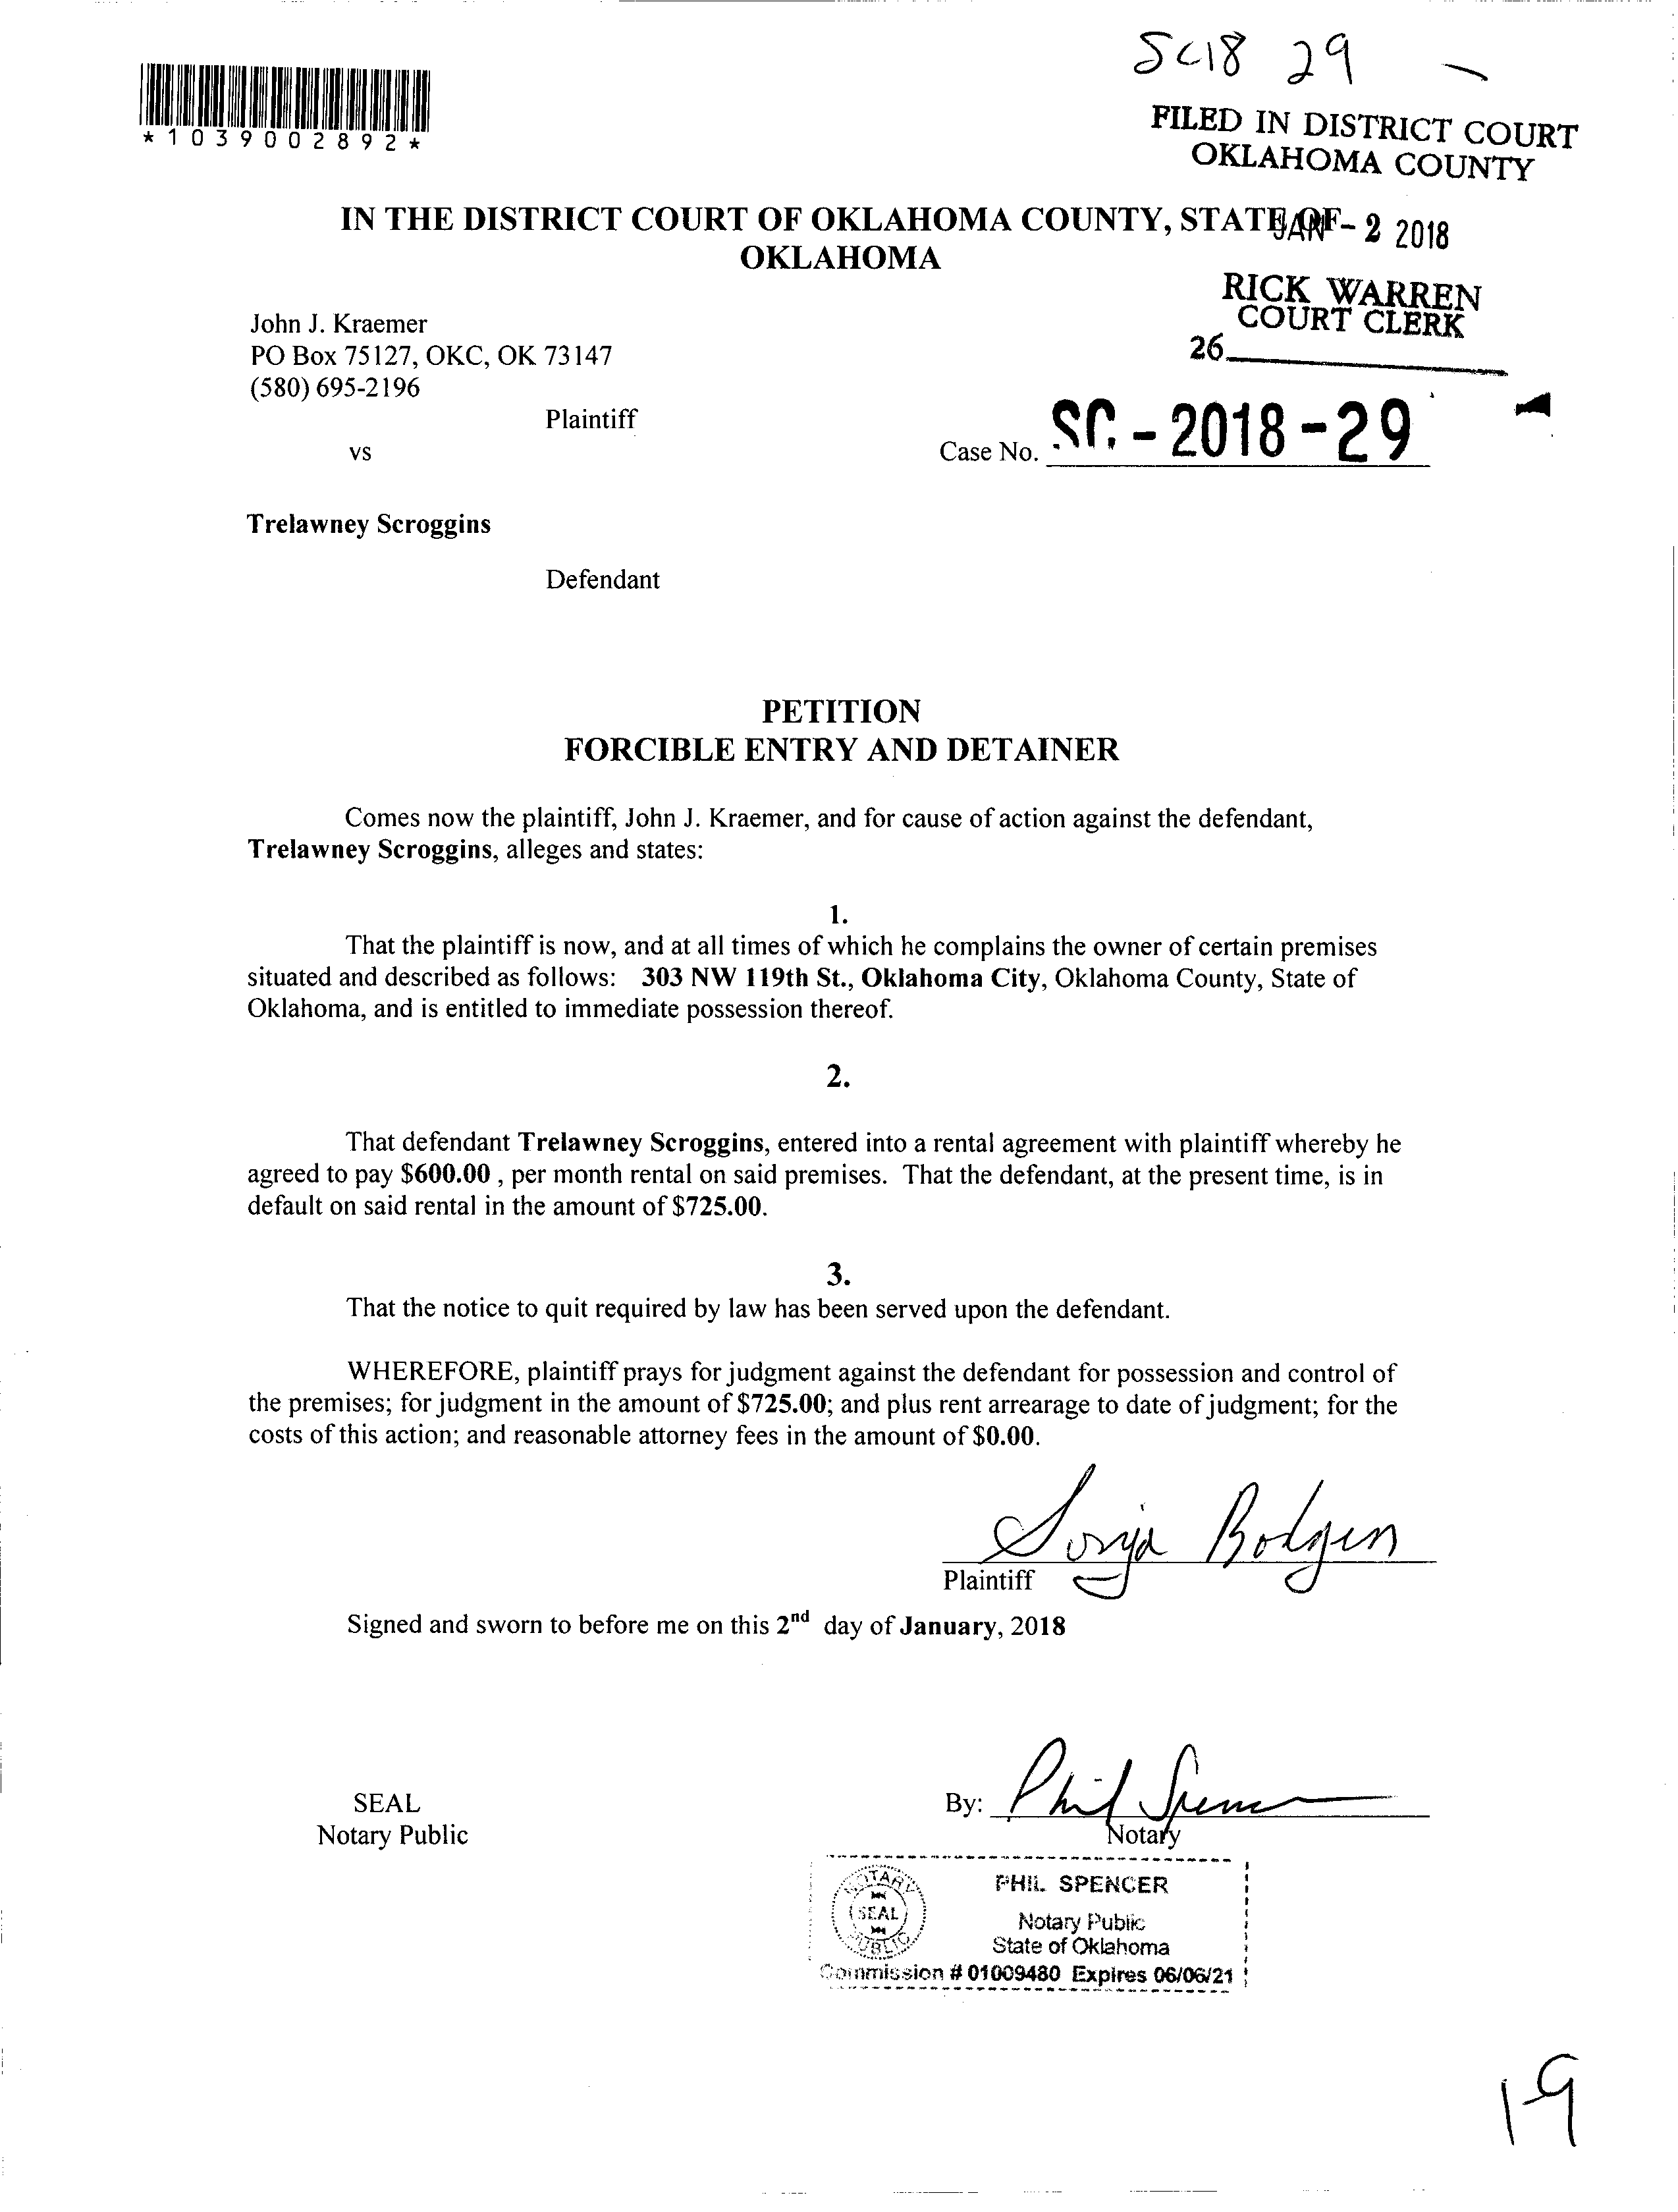 SC18 29 -
*1039002892*
FILED IN DISTRICT COURT
OKLAHOMA COUNTY
IN THE DISTRICT COURT OF OKLAHOMA COUNTY, STATE OF
JAN - 2 2018
OKLAHOMA
RICK WARREN
COURT CLERK
26
John J. Kraemer
PO Box 75127, OKC, OK 73147
(580) 695-2196
Plaintiff
vs
Case No. SC - 2018 - 29
Trelawney Scroggins
Defendant
PETITION
FORCIBLE ENTRY AND DETAINER
Comes now the plaintiff, John J. Kraemer, and for cause of action against the defendant,
Trelawney Scroggins, alleges and states:
1.
That the plaintiff is now, and at all times of which he complains the owner of certain premises
situated and described as follows: 303 NW 119th St., Oklahoma City, Oklahoma County, State of
Oklahoma, and is entitled to immediate possession thereof.
2.
That defendant Trelawney Scroggins, entered into a rental agreement with plaintiff whereby he
agreed to pay $600.00 , per month rental on said premises. That the defendant, at the present time, is in
default on said rental in the amount of $725.00.
3.
That the notice to quit required by law has been served upon the defendant.
WHEREFORE, plaintiff prays for judgment against the defendant for possession and control of
the premises; for judgment in the amount of $725.00; and plus rent arrearage to date of judgment; for the
costs of this action; and reasonable attorney fees in the amount of $0.00.
Sonja Bodgen
Plaintiff
Signed and sworn to before me on this 2nd day of January, 2018
SEAL
Notary Public
By: Phil Spencer
Notary
NOTARY
SEAL
PUBLIC
PHIL SPENCER
Notary Public
State of Oklahoma
Commission # 01009480 Expires 06/06/21
19